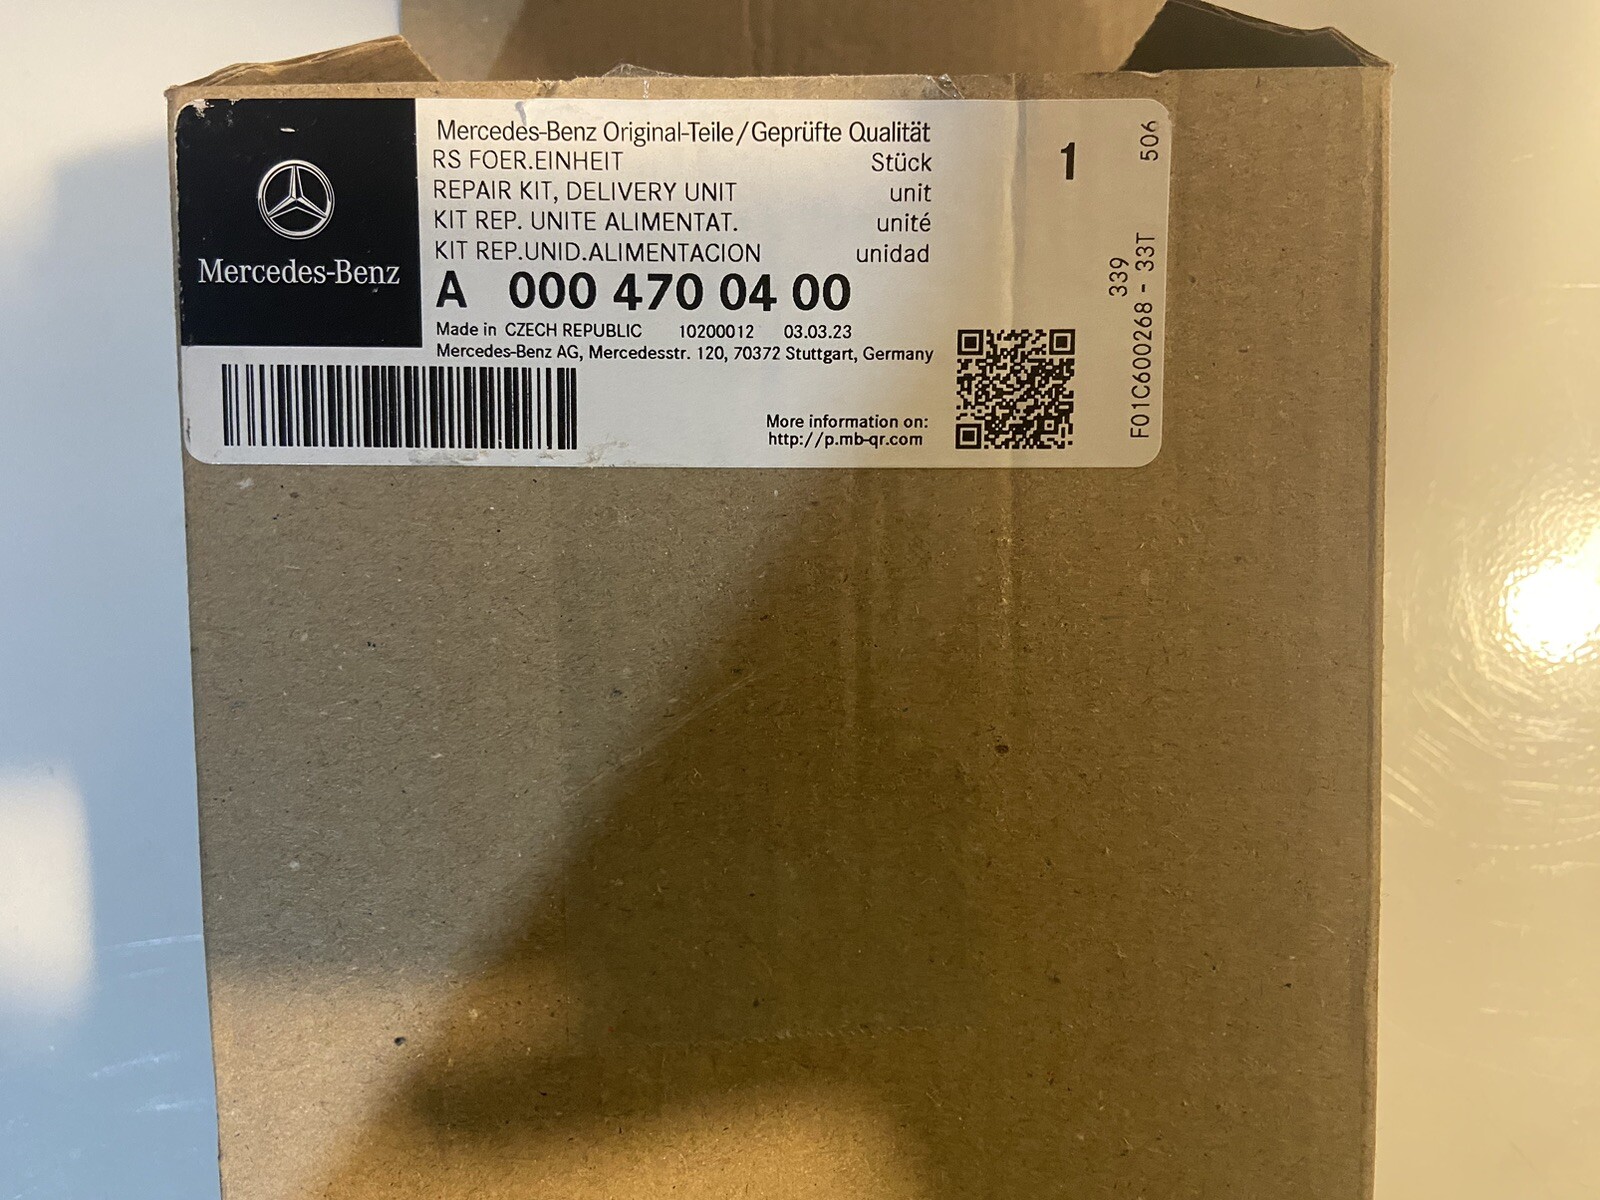 Mercedes-Benz
Mercedes-Benz Original-Teile/Geprüfte Qualität
RS FOER.EINHEIT Stück
REPAIR KIT, DELIVERY UNIT unit
KIT REP. UNITE ALIMENTAT. unité
KIT REP.UNID.ALIMENTACION unidad
A 000 470 04 00
Made in CZECH REPUBLIC 10200012 03.03.23
Mercedes-Benz AG, Mercedesstr. 120, 70372 Stuttgart, Germany
More information on:
http://p.mb-qr.com
1
506
339
F01C600268 - 33T